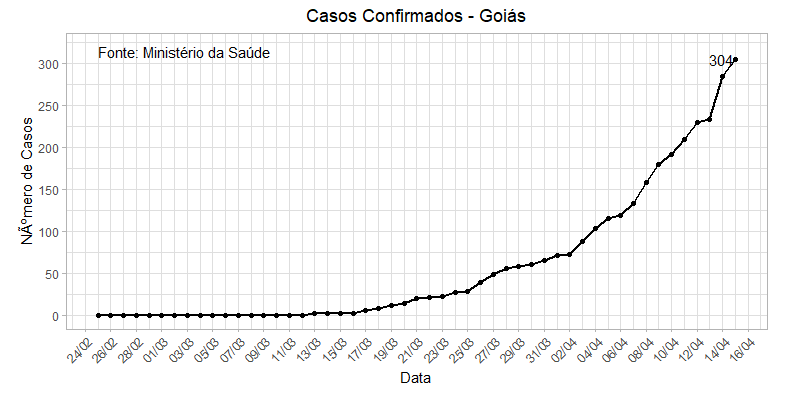 Casos Confirmados - Goiás
Fonte: Ministério da Saúde
304
NÃºmero de Casos
300
250
200
150
100
50
0
24/02 26/02 28/02 01/03 03/03 05/03 07/03 09/03 11/03 13/03 15/03 17/03 19/03 21/03 23/03 25/03 27/03 29/03 31/03 02/04 04/04 06/04 08/04 10/04 12/04 14/04 16/04
Data